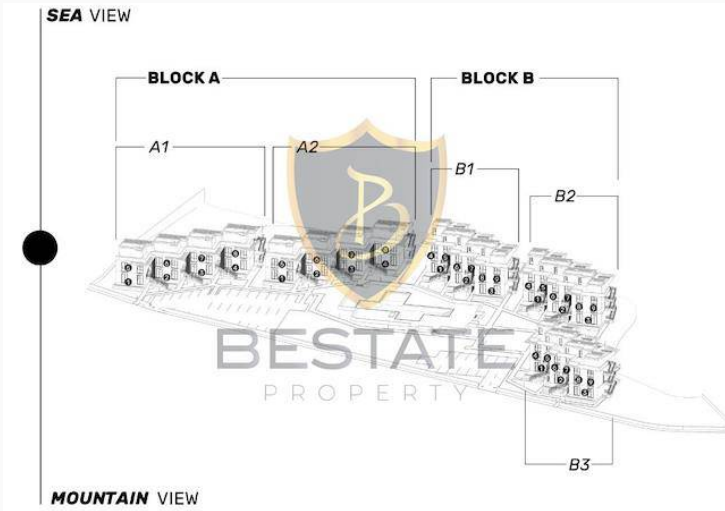 SEA VIEW
BLOCK A
BLOCK B
A1
A2
B1
B2
BESTATE
PROPERTY
B3
MOUNTAIN VIEW